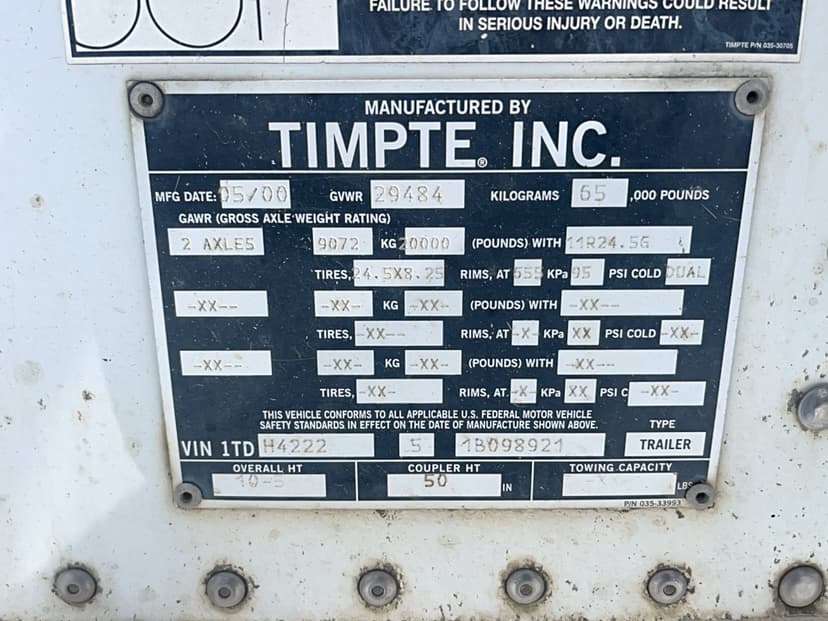 FAILURE TO FOLLOW THESE WARNINGS COULD RESULT
IN SERIOUS INJURY OR DEATH.
TIMPTE P/N 035-30705
MANUFACTURED BY
TIMPTE® INC.
MFG DATE: 05/00 GVWR 29484 KILOGRAMS 65 ,000 POUNDS
GAWR (GROSS AXLE WEIGHT RATING)
2 AXLES 9072 KG 20000 (POUNDS) WITH 11R24.5G
TIRES, 24.5X8.25 RIMS, AT 655 KPa 95 PSI COLD DUAL
-XX-- -XX-- KG -XX-- (POUNDS) WITH -XX--
TIRES, -XX-- RIMS, AT -X- KPa XX PSI COLD -XX--
-XX-- -XX-- KG -XX-- (POUNDS) WITH -XX--
TIRES, -XX-- RIMS, AT -X- KPa XX PSI C -XX--
THIS VEHICLE CONFORMS TO ALL APPLICABLE U.S. FEDERAL MOTOR VEHICLE
SAFETY STANDARDS IN EFFECT ON THE DATE OF MANUFACTURE SHOWN ABOVE. TYPE
VIN 1TD H4222 5 1B098921 TRAILER
OVERALL HT COUPLER HT TOWING CAPACITY
50 IN LBS
P/N 035-33993